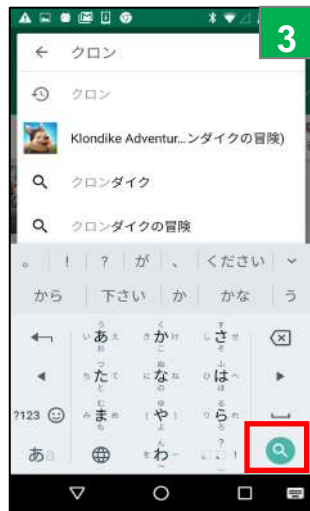 3
クロン
クロン
Klondike Adventur...ンダイクの冒険)
クロンダイク
クロンダイクの冒険
。 ! ? が 、 ください
から 下さい か かな う
あ か さ
た な は
?123 ま や ら
あa わ